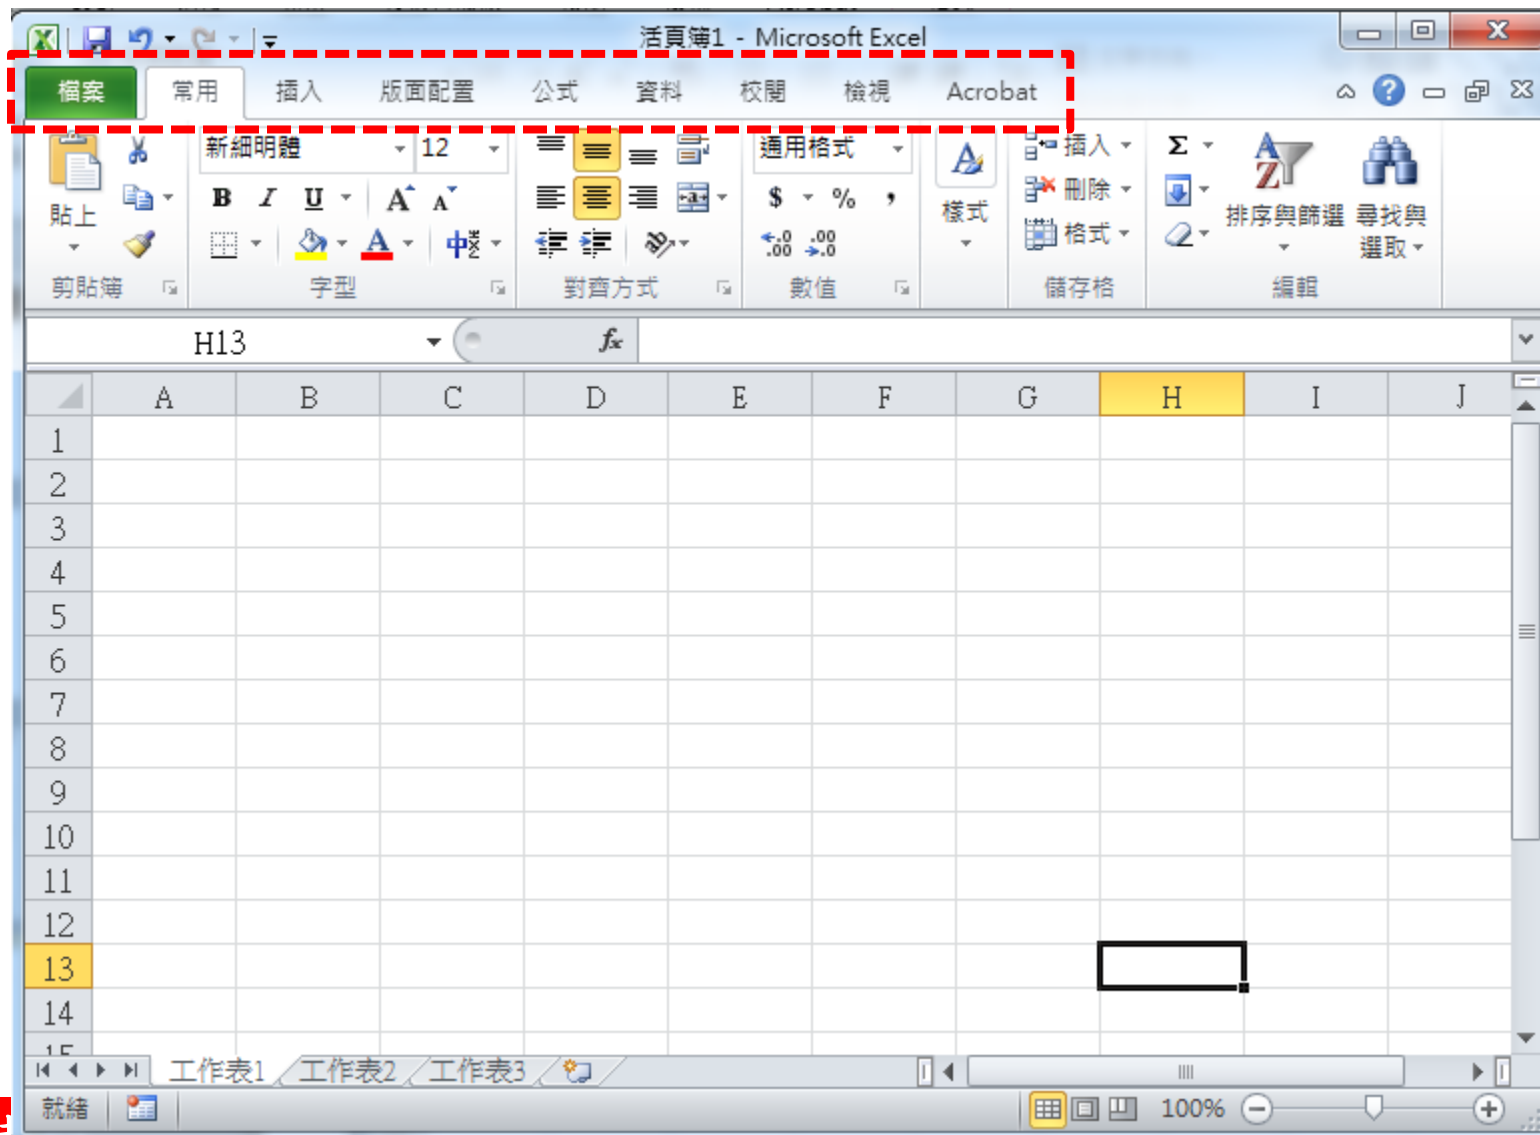 活頁簿1 - Microsoft Excel
檔案 常用 插入 版面配置 公式 資料 校閱 檢視 Acrobat
新細明體 12 通用格式 插入 Σ
B I U A A $ % , 刪除
貼上 樣式 排序與篩選 尋找與選取
A 中 .00 .0 格式
剪貼簿 字型 對齊方式 數值 儲存格 編輯
H13 fx
A B C D E F G H I J
1
2
3
4
5
6
7
8
9
10
11
12
13
14
15
工作表1 工作表2 工作表3
就緒 100%